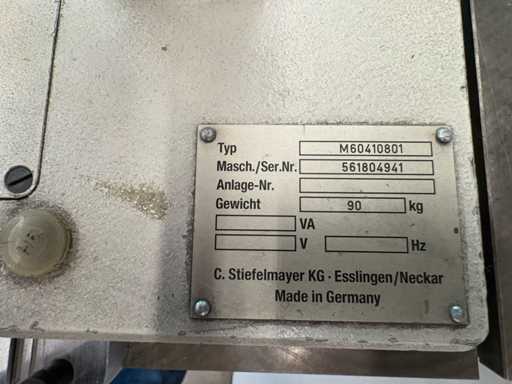 Typ M60410801
Masch./Ser.Nr. 561804941
Anlage-Nr.
Gewicht 90 kg
VA
V Hz
C. Stiefelmayer KG · Esslingen/Neckar
Made in Germany